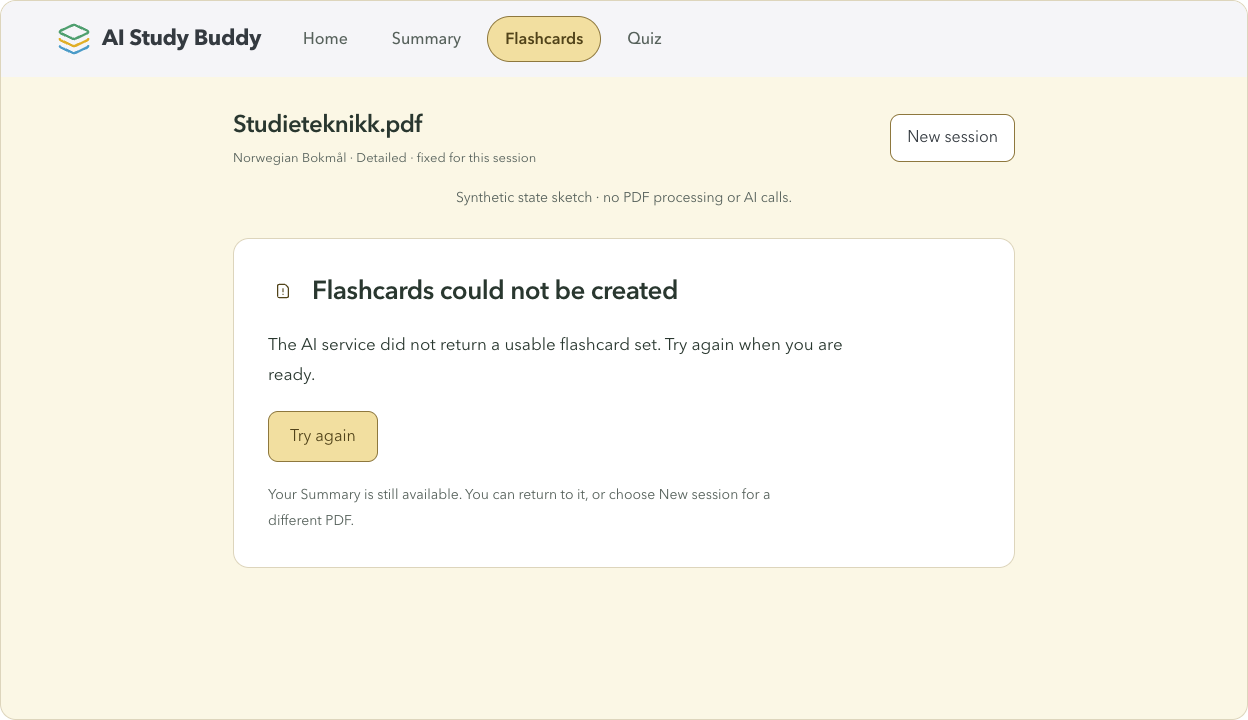 AI Study Buddy
Home
Summary
Flashcards
Quiz
Studieteknikk.pdf
New session
Norwegian Bokmål · Detailed · fixed for this session
Synthetic state sketch · no PDF processing or AI calls.
Flashcards could not be created
The AI service did not return a usable flashcard set. Try again when you are
ready.
Try again
Your Summary is still available. You can return to it, or choose New session for a
different PDF.